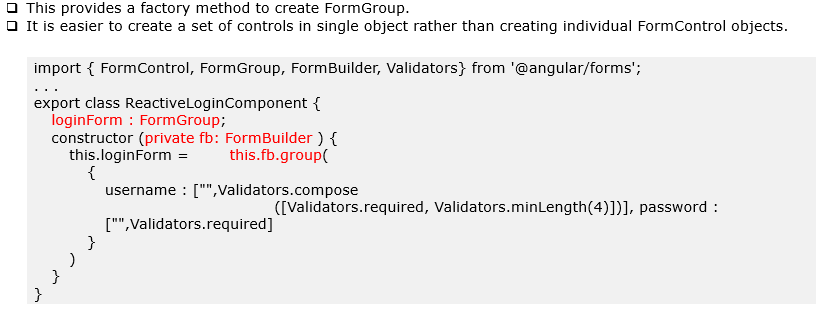 ❑ This provides a factory method to create FormGroup.
❑ It is easier to create a set of controls in single object rather than creating individual FormControl objects.
import { FormControl, FormGroup, FormBuilder, Validators} from '@angular/forms';
. . .
export class ReactiveLoginComponent {
loginForm : FormGroup;
constructor (private fb: FormBuilder ) {
this.loginForm = this.fb.group(
{
username : ["",Validators.compose
([Validators.required, Validators.minLength(4)])], password :
["",Validators.required]
}
)
}
}